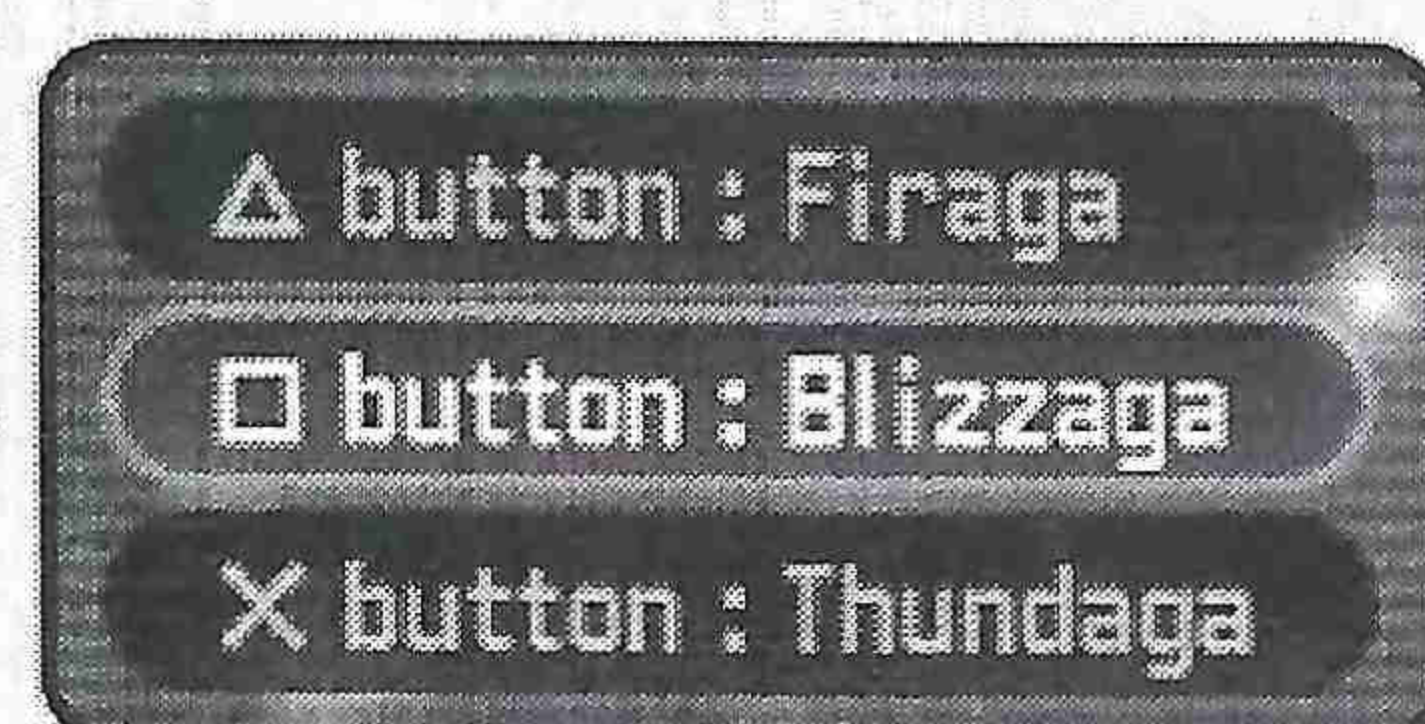 △ button : Firaga
□ button : Blizzaga
✕ button : Thundaga